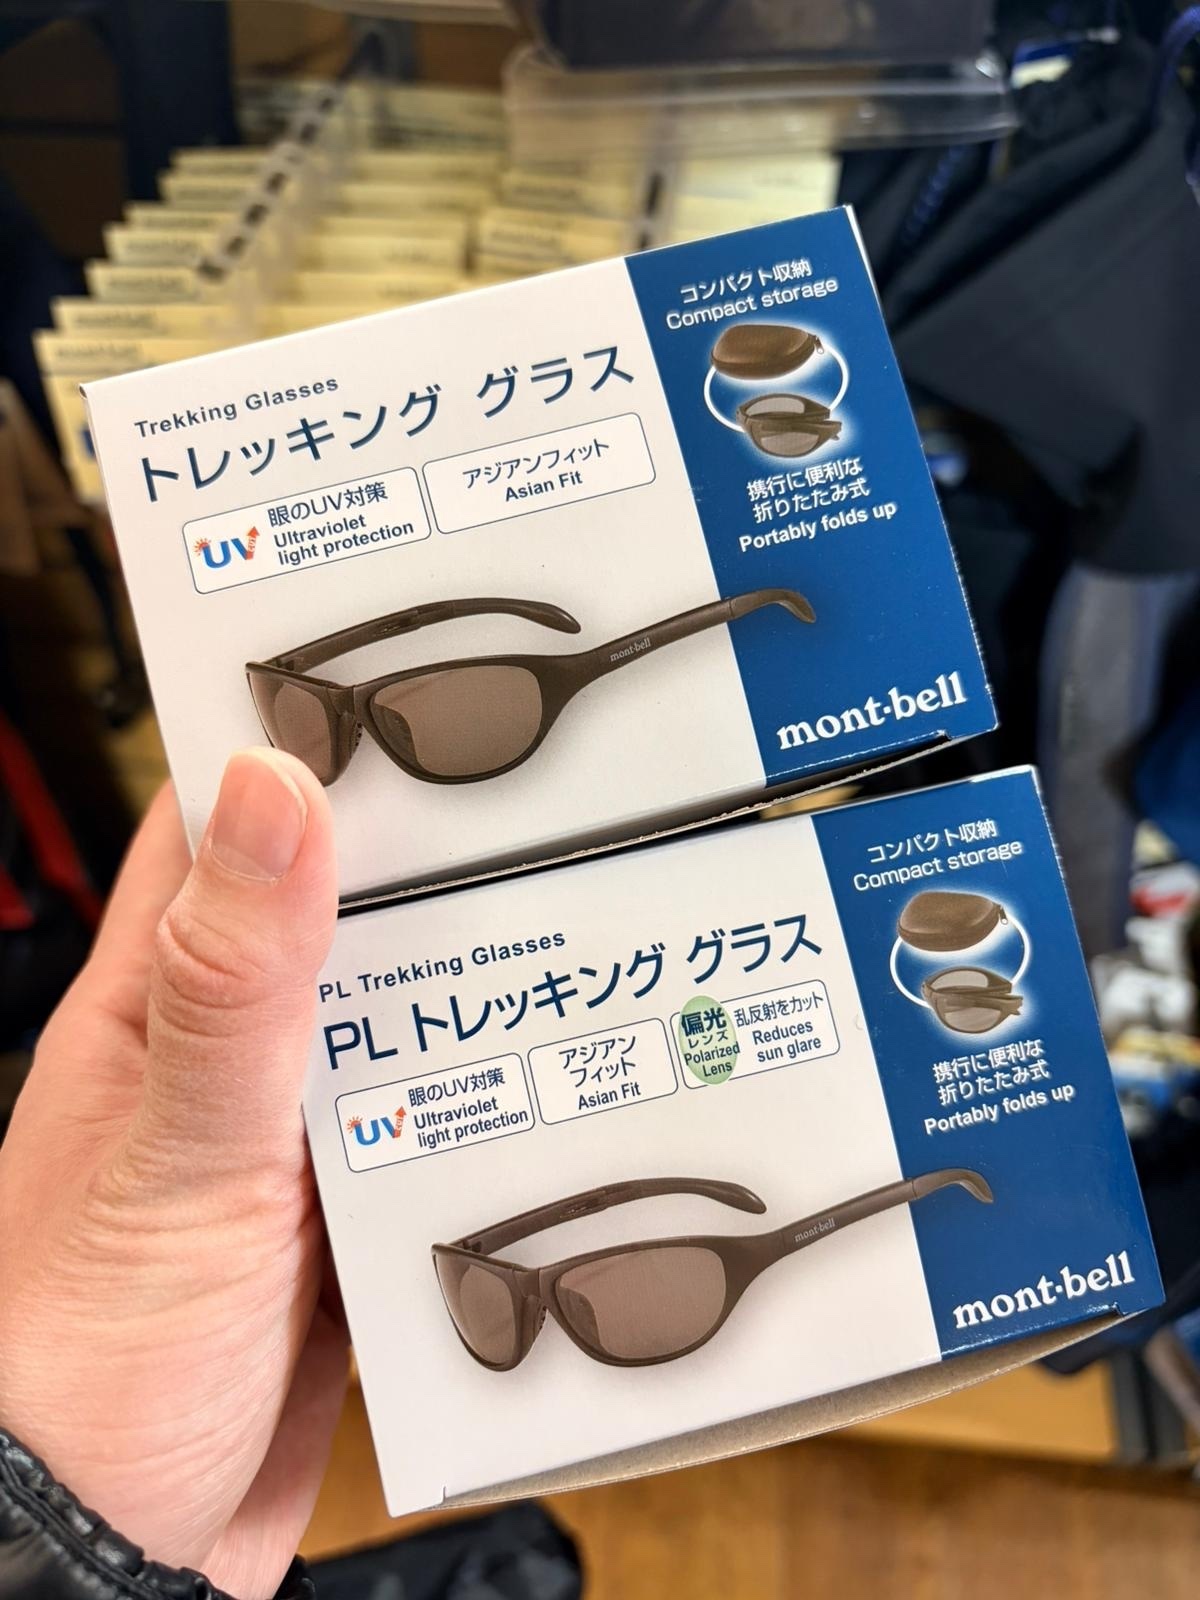 Trekking Glasses
トレッキング グラス
UV
眼のUV対策
Ultraviolet
light protection
アジアンフィット
Asian Fit
コンパクト収納
Compact storage
携行に便利な
折りたたみ式
Portably folds up
mont-bell
mont·bell
PL Trekking Glasses
PL トレッキング グラス
UV
眼のUV対策
Ultraviolet
light protection
アジアン
フィット
Asian Fit
偏光
レンズ
Polarized
Lens
乱反射をカット
Reduces
sun glare
コンパクト収納
Compact storage
携行に便利な
折りたたみ式
Portably folds up
mont-bell
mont·bell